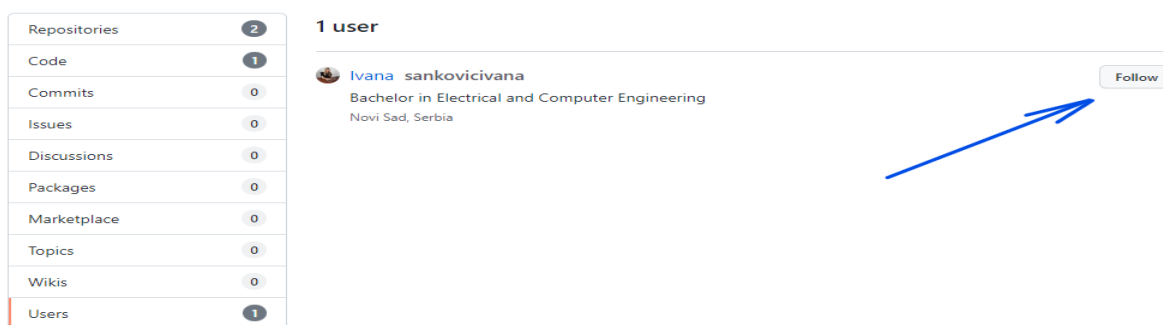 Repositories 2
Code 1
Commits 0
Issues 0
Discussions 0
Packages 0
Marketplace 0
Topics 0
Wikis 0
Users 1
1 user
Ivana sankovicivana
Follow
Bachelor in Electrical and Computer Engineering
Novi Sad, Serbia